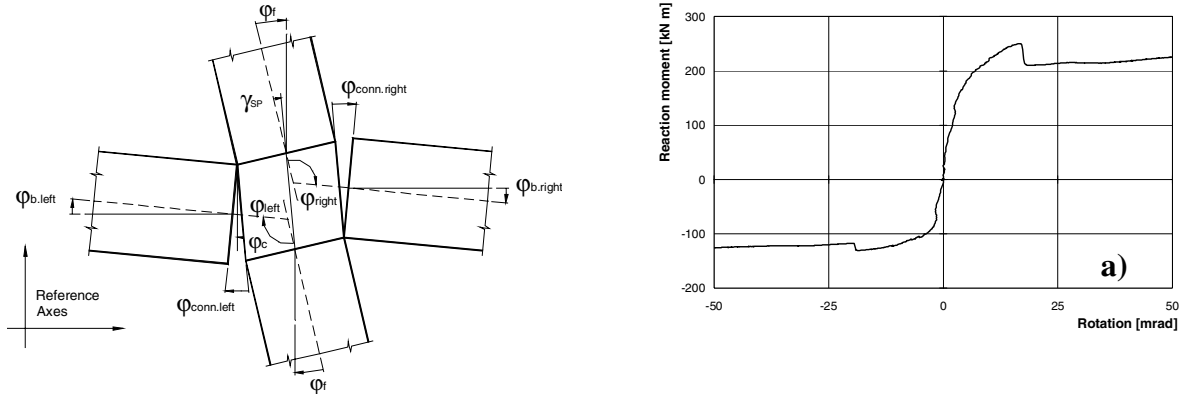 φf
γSP
φconn.right
φb.left
φleft
φright
φb.right
φc
Reference
Axes
φconn.left
φf
Reaction moment [kN m]
300
200
100
0
-100
-200
-50
-25
0
25
50
a)
Rotation [mrad]